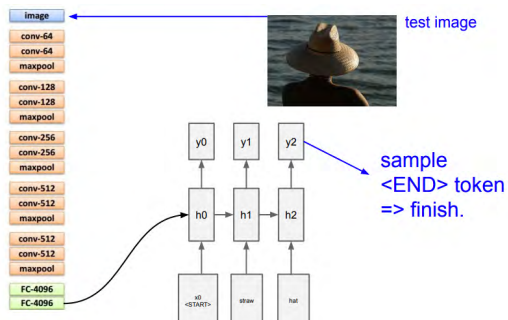 image
test image
conv-64
conv-64
maxpool
conv-128
conv-128
maxpool
conv-256
conv-256
maxpool
conv-512
conv-512
maxpool
conv-512
conv-512
maxpool
FC-4096
FC-4096
y0 y1 y2
sample
<END> token
=> finish.
h0 h1 h2
x0
<START> straw hat